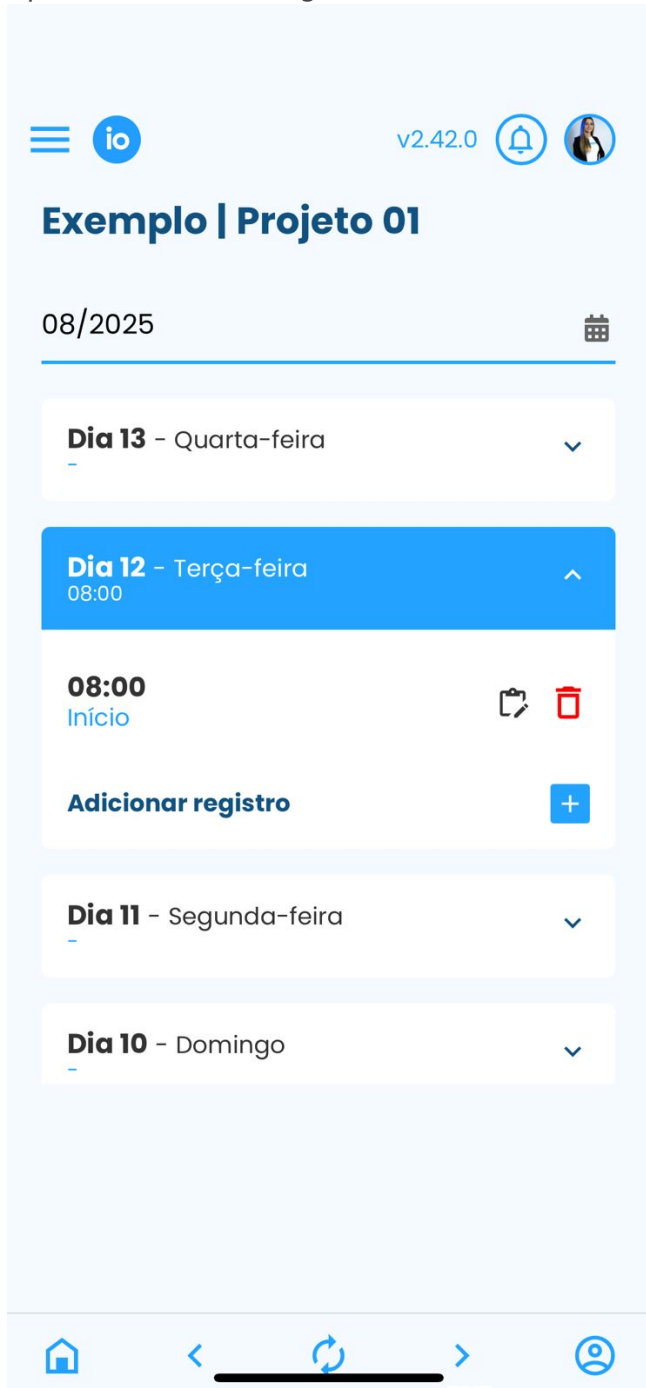 io
v2.42.0
Exemplo | Projeto 01
08/2025
Dia 13 - Quarta-feira
-
Dia 12 - Terça-feira
08:00
08:00
Início
Adicionar registro
Dia 11 - Segunda-feira
-
Dia 10 - Domingo
-